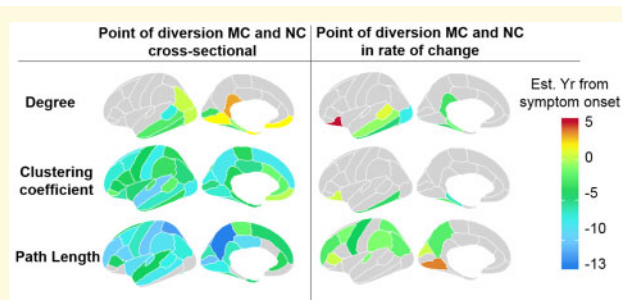 Point of diversion MC and NC
cross-sectional
Point of diversion MC and NC
in rate of change
Est. Yr from
symptom onset
Degree
Clustering
coefficient
Path Length
5
0
-5
-10
-13